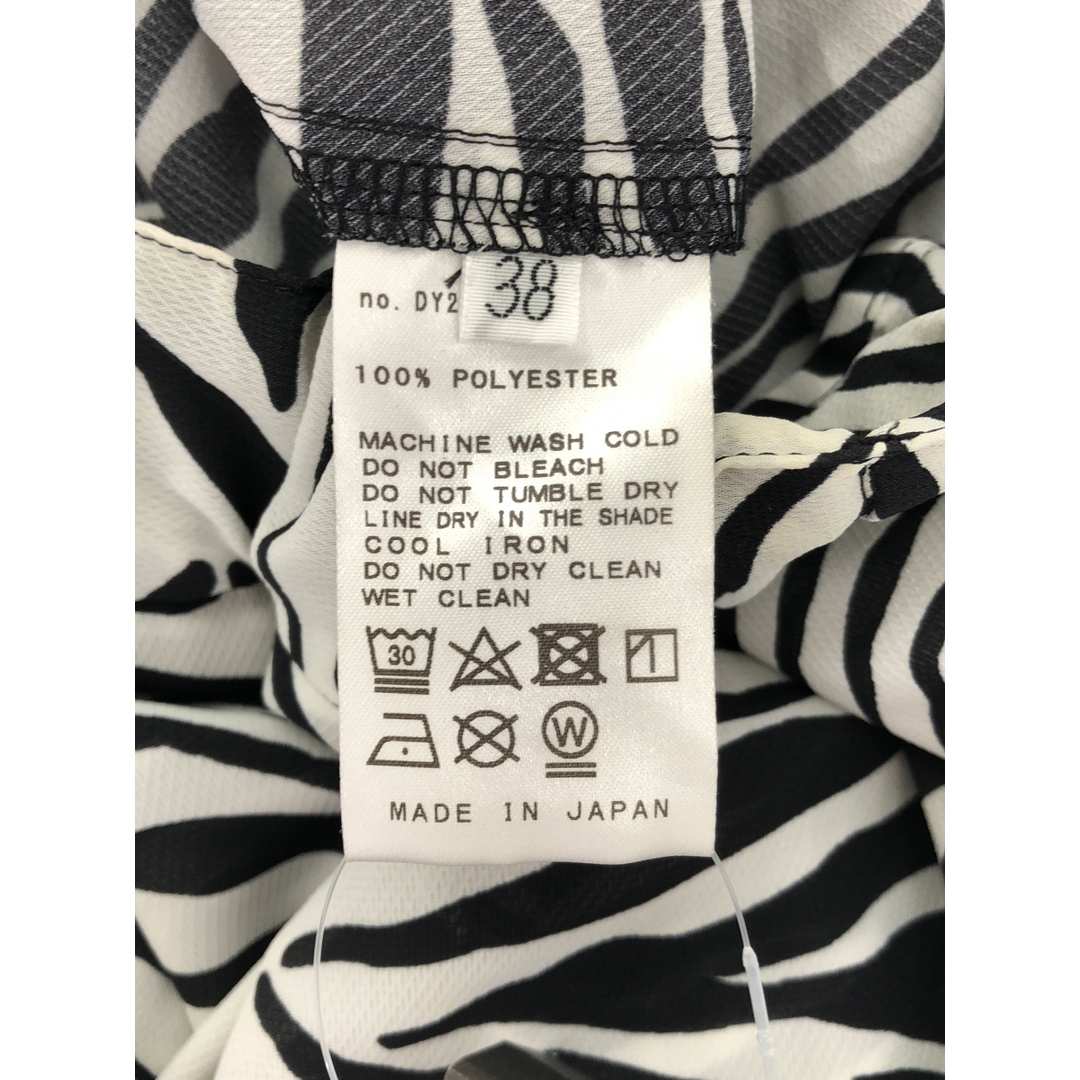 no. DY2
38
100% POLYESTER
MACHINE WASH COLD
DO NOT BLEACH
DO NOT TUMBLE DRY
LINE DRY IN THE SHADE
COOL IRON
DO NOT DRY CLEAN
WET CLEAN
30
W
MADE IN JAPAN